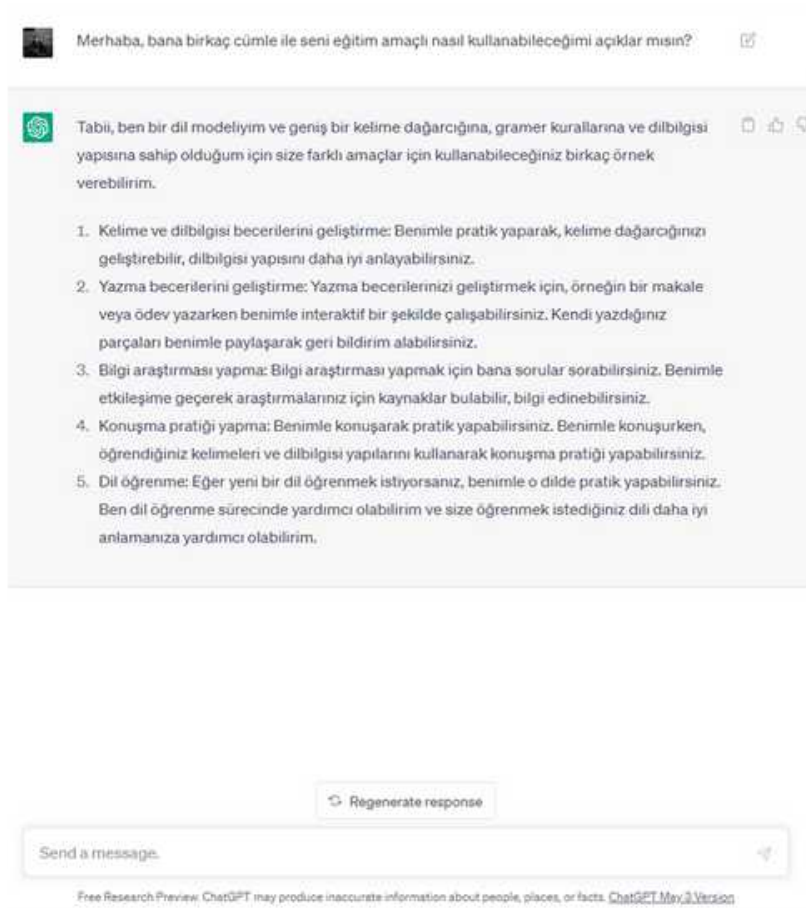 Merhaba, bana birkaç cümle ile seni eğitim amaçlı nasıl kullanabileceğimi açıklar mısın?
Tabii, ben bir dil modeliyim ve geniş bir kelime dağarcığına, gramer kurallarına ve dilbilgisi
yapısına sahip olduğum için size farklı amaçlar için kullanabileceğiniz birkaç örnek
verebilirim.
1. Kelime ve dilbilgisi becerilerini geliştirme: Benimle pratik yaparak, kelime dağarcığınızı
geliştirebilir, dilbilgisi yapısını daha iyi anlayabilirsiniz.
2. Yazma becerilerini geliştirme: Yazma becerilerinizi geliştirmek için, örneğin bir makale
veya ödev yazarken benimle interaktif bir şekilde çalışabilirsiniz. Kendi yazdığınız
parçaları benimle paylaşarak geri bildirim alabilirsiniz.
3. Bilgi araştırması yapma: Bilgi araştırması yapmak için bana sorular sorabilirsiniz. Benimle
etkileşime geçerek araştırmalarınız için kaynaklar bulabilir, bilgi edinebilirsiniz.
4. Konuşma pratiği yapma: Benimle konuşarak pratik yapabilirsiniz. Benimle konuşurken,
öğrendiğiniz kelimeleri ve dilbilgisi yapılarını kullanarak konuşma pratiği yapabilirsiniz.
5. Dil öğrenme: Eğer yeni bir dil öğrenmek istiyorsanız, benimle o dilde pratik yapabilirsiniz.
Ben dil öğrenme sürecinde yardımcı olabilirim ve size öğrenmek istediğiniz dili daha iyi
anlamanıza yardımcı olabilirim.
Regenerate response
Send a message.
Free Research Preview. ChatGPT may produce inaccurate information about people, places, or facts. ChatGPT May 3 Version